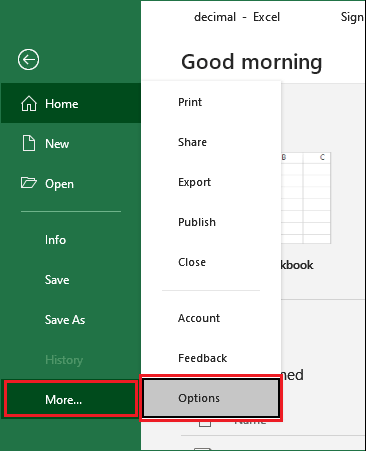 decimal - Excel
Sign
Good morning
Home
New
Open
Info
Save
Save As
History
More...
Print
Share
Export
Publish
Close
Account
Feedback
Options
B C
kbook
ned
Name